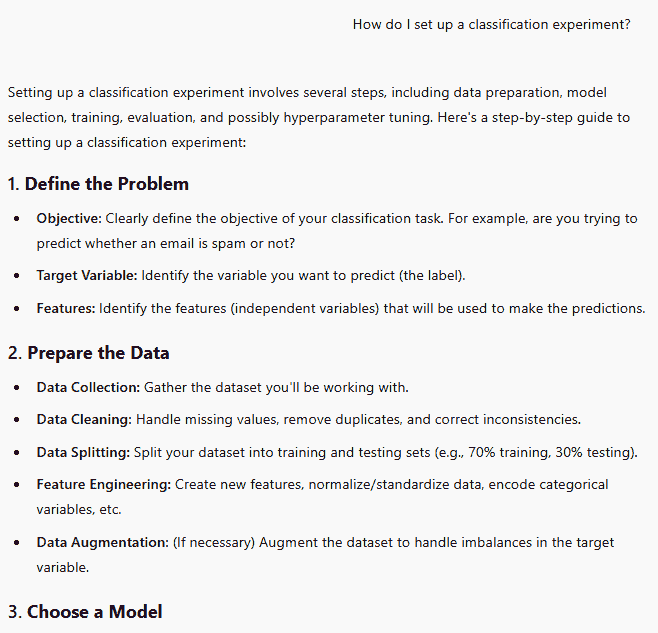 How do I set up a classification experiment?
Setting up a classification experiment involves several steps, including data preparation, model
selection, training, evaluation, and possibly hyperparameter tuning. Here's a step-by-step guide to
setting up a classification experiment:
1. Define the Problem
• Objective: Clearly define the objective of your classification task. For example, are you trying to
predict whether an email is spam or not?
• Target Variable: Identify the variable you want to predict (the label).
• Features: Identify the features (independent variables) that will be used to make the predictions.
2. Prepare the Data
• Data Collection: Gather the dataset you'll be working with.
• Data Cleaning: Handle missing values, remove duplicates, and correct inconsistencies.
• Data Splitting: Split your dataset into training and testing sets (e.g., 70% training, 30% testing).
• Feature Engineering: Create new features, normalize/standardize data, encode categorical
variables, etc.
• Data Augmentation: (If necessary) Augment the dataset to handle imbalances in the target
variable.
3. Choose a Model